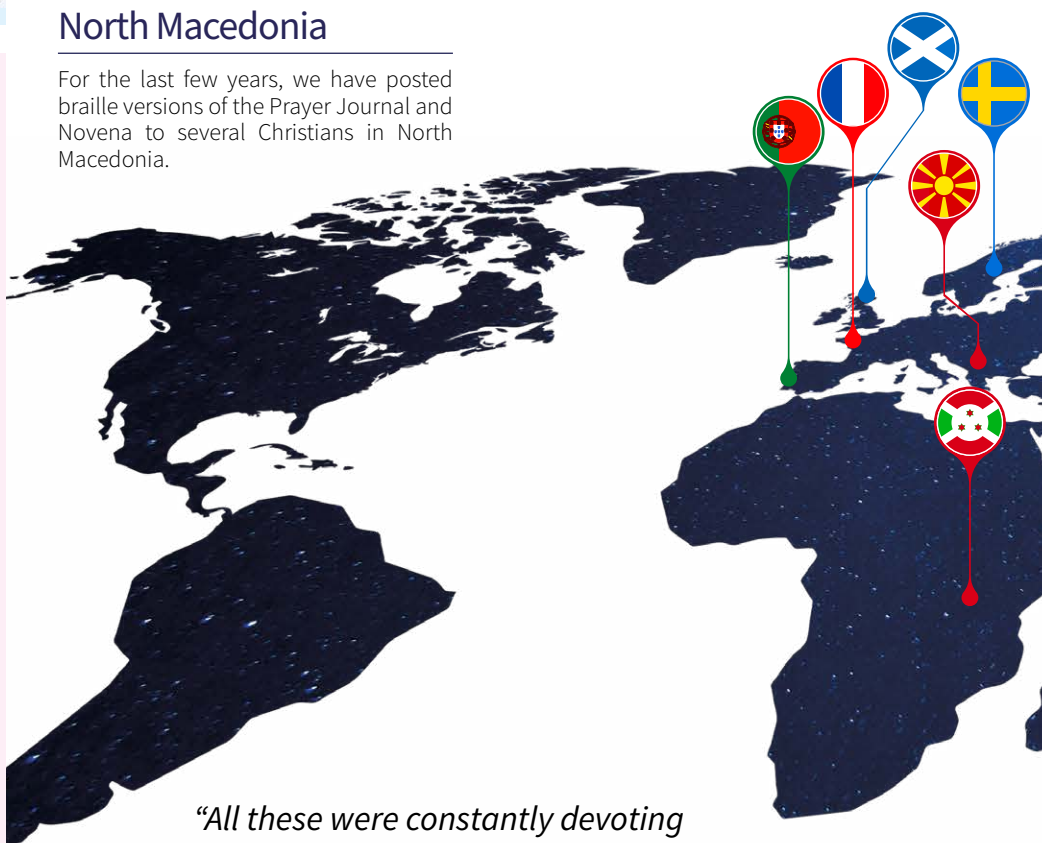 North Macedonia
For the last few years, we have posted
braille versions of the Prayer Journal and
Novena to several Christians in North
Macedonia.
“All these were constantly devoting